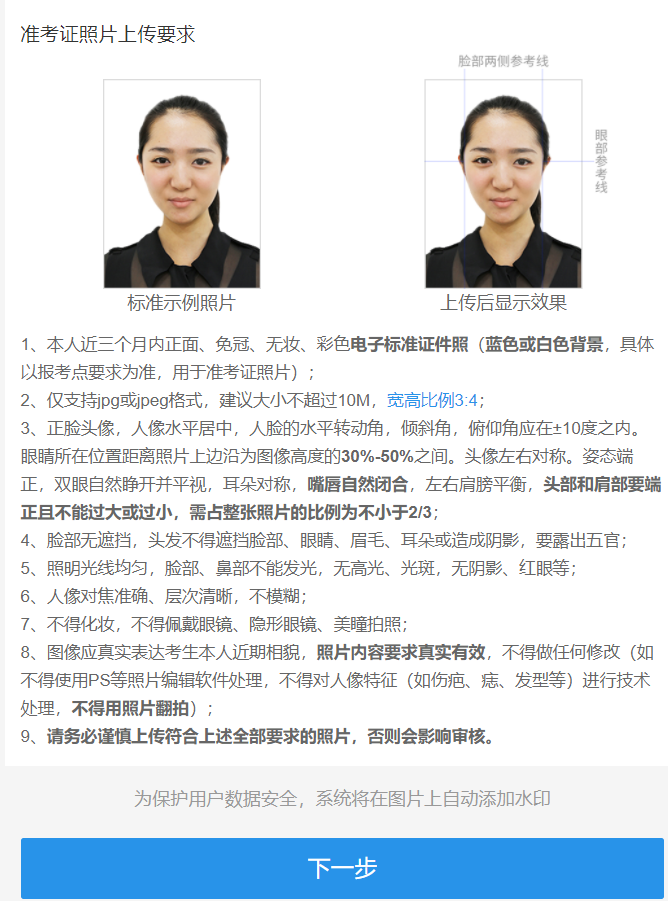 准考证照片上传要求
脸部两侧参考线
眼部参考线
标准示例照片
上传后显示效果
1、本人近三个月内正面、免冠、无妆、彩色电子标准证件照（蓝色或白色背景，具体
以报考点要求为准，用于准考证照片）；
2、仅支持jpg或jpeg格式，建议大小不超过10M，宽高比例3:4；
3、正脸头像，人像水平居中，人脸的水平转动角，倾斜角，俯仰角应在±10度之内。
眼睛所在位置距离照片上边沿为图像高度的30%-50%之间。头像左右对称。姿态端
正，双眼自然睁开并平视，耳朵对称，嘴唇自然闭合，左右肩膀平衡，头部和肩部要端
正且不能过大或过小，需占整张照片的比例为不小于2/3；
4、脸部无遮挡，头发不得遮挡脸部、眼睛、眉毛、耳朵或造成阴影，要露出五官；
5、照明光线均匀，脸部、鼻部不能发光，无高光、光斑，无阴影、红眼等；
6、人像对焦准确、层次清晰，不模糊；
7、不得化妆，不得佩戴眼镜、隐形眼镜、美瞳拍照；
8、图像应真实表达考生本人近期相貌，照片内容要求真实有效，不得做任何修改（如
不得使用PS等照片编辑软件处理，不得对人像特征（如伤疤、痣、发型等）进行技术
处理，不得用照片翻拍）；
9、请务必谨慎上传符合上述全部要求的照片，否则会影响审核。
为保护用户数据安全，系统将在图片上自动添加水印
下一步